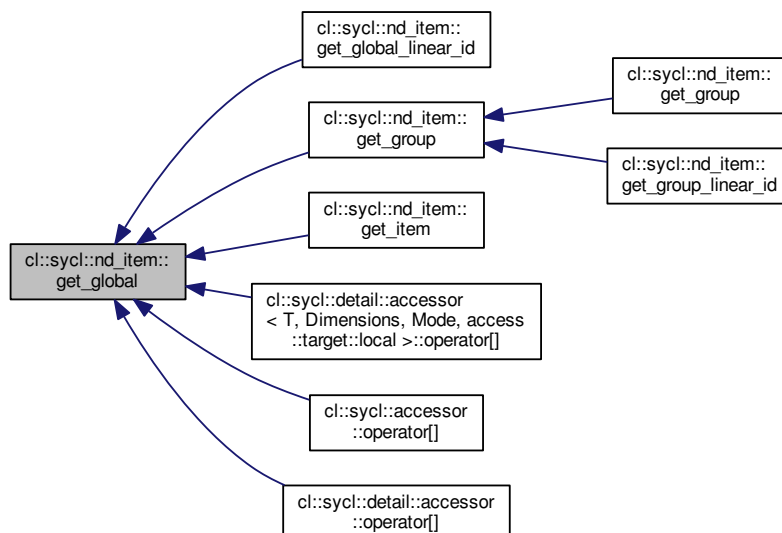 cl::sycl::nd_item::
get_global_linear_id
cl::sycl::nd_item::
get_group
cl::sycl::nd_item::
get_group
cl::sycl::nd_item::
get_group_linear_id
cl::sycl::nd_item::
get_item
cl::sycl::nd_item::
get_global
cl::sycl::detail::accessor
< T, Dimensions, Mode, access
::target::local >::operator[]
cl::sycl::accessor
::operator[]
cl::sycl::detail::accessor
::operator[]